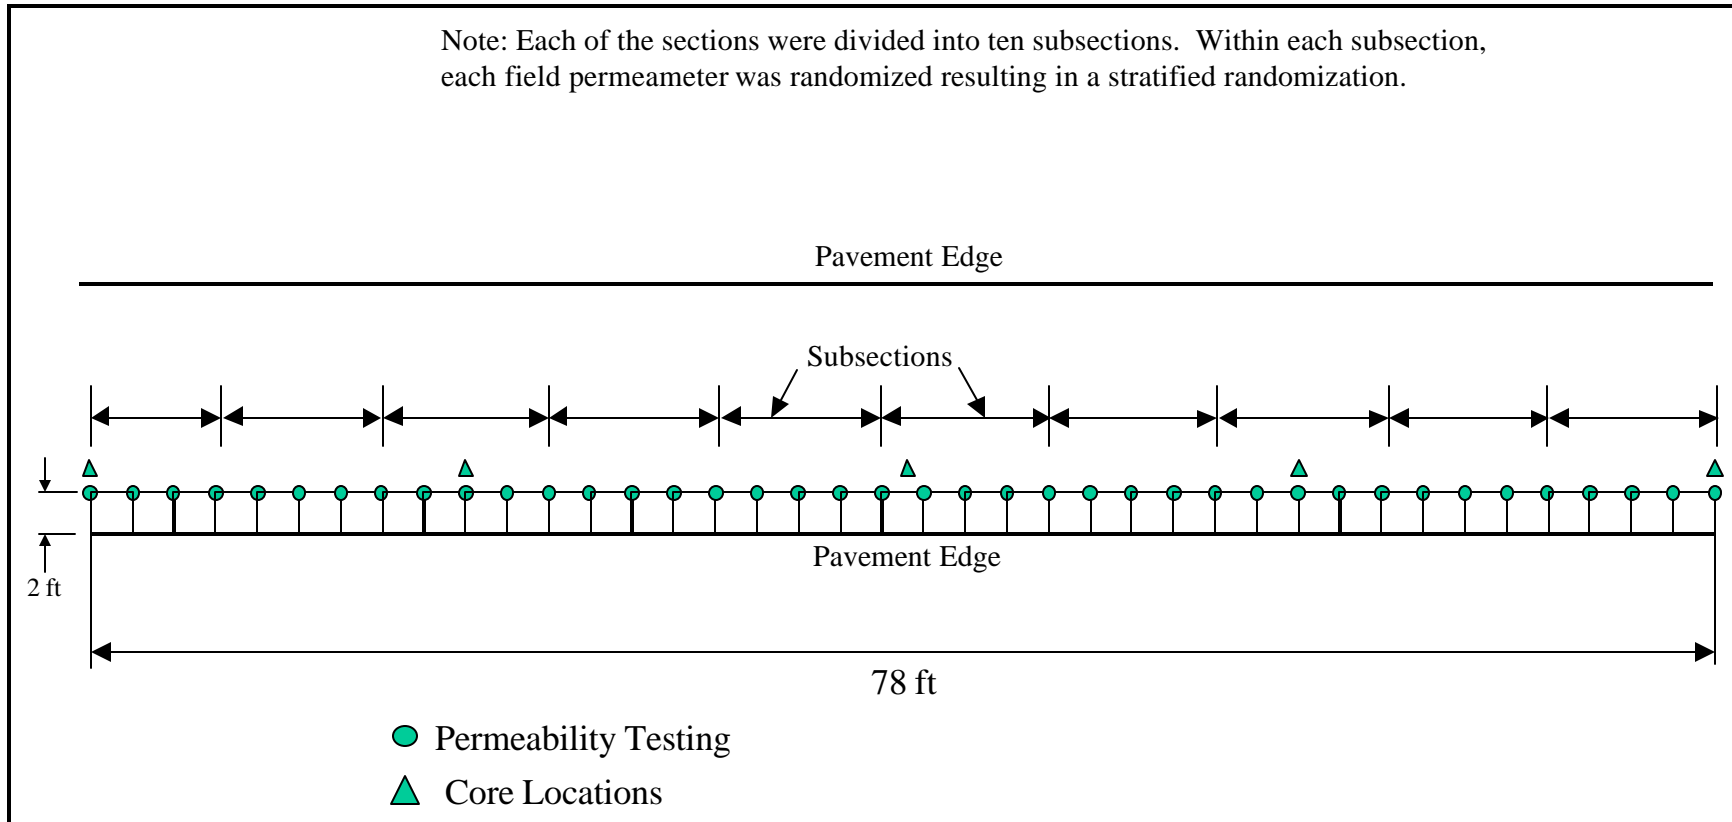 Note: Each of the sections were divided into ten subsections. Within each subsection,
each field permeameter was randomized resulting in a stratified randomization.
Pavement Edge
Subsections
Pavement Edge
2 ft
78 ft
Permeability Testing
Core Locations